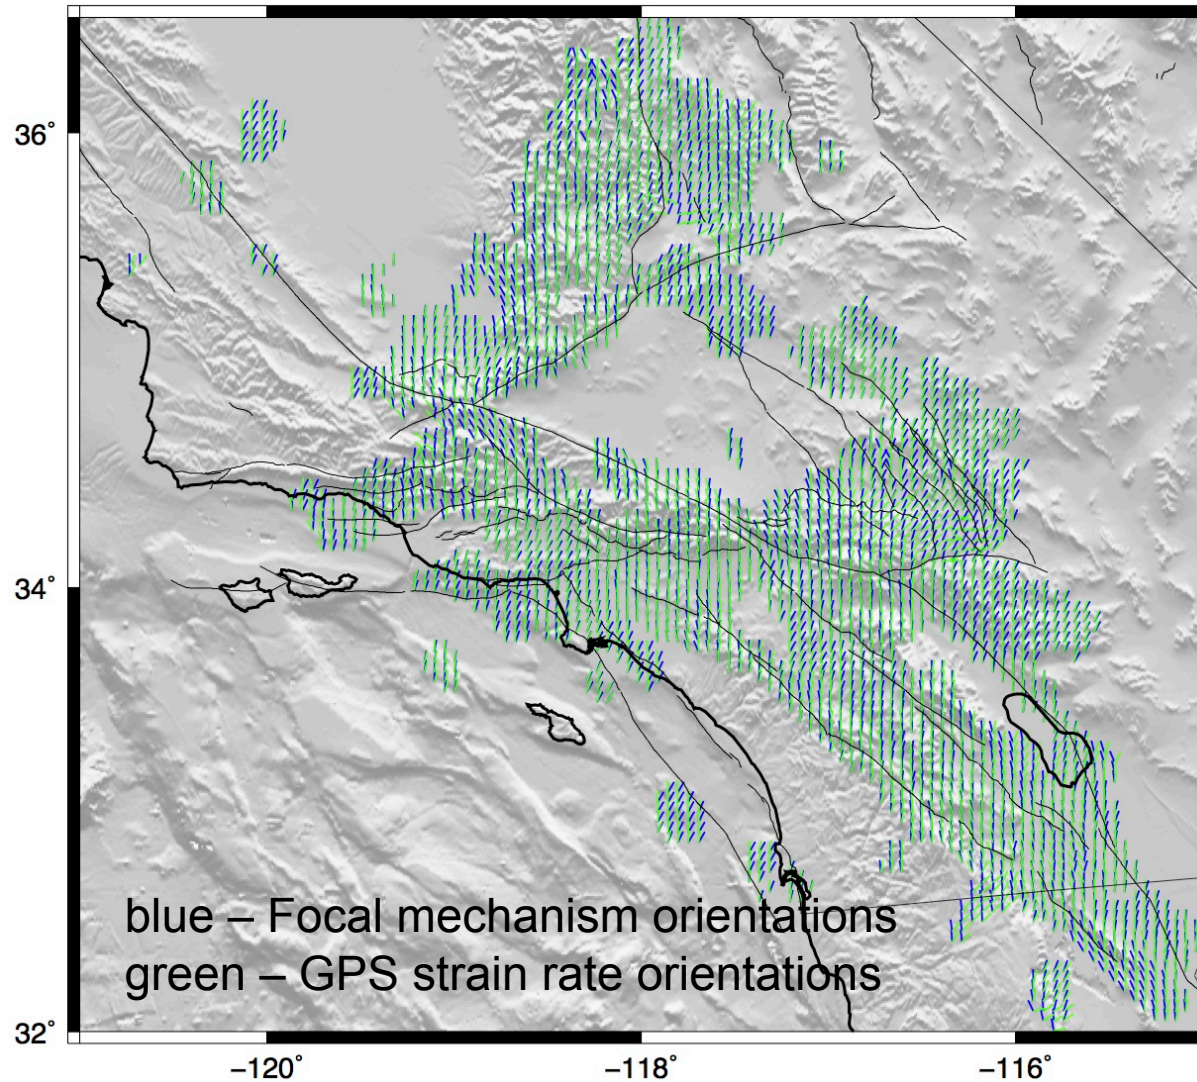 36˚
34˚
blue – Focal mechanism orientations
green – GPS strain rate orientations
32˚
−120˚ −118˚ −116˚